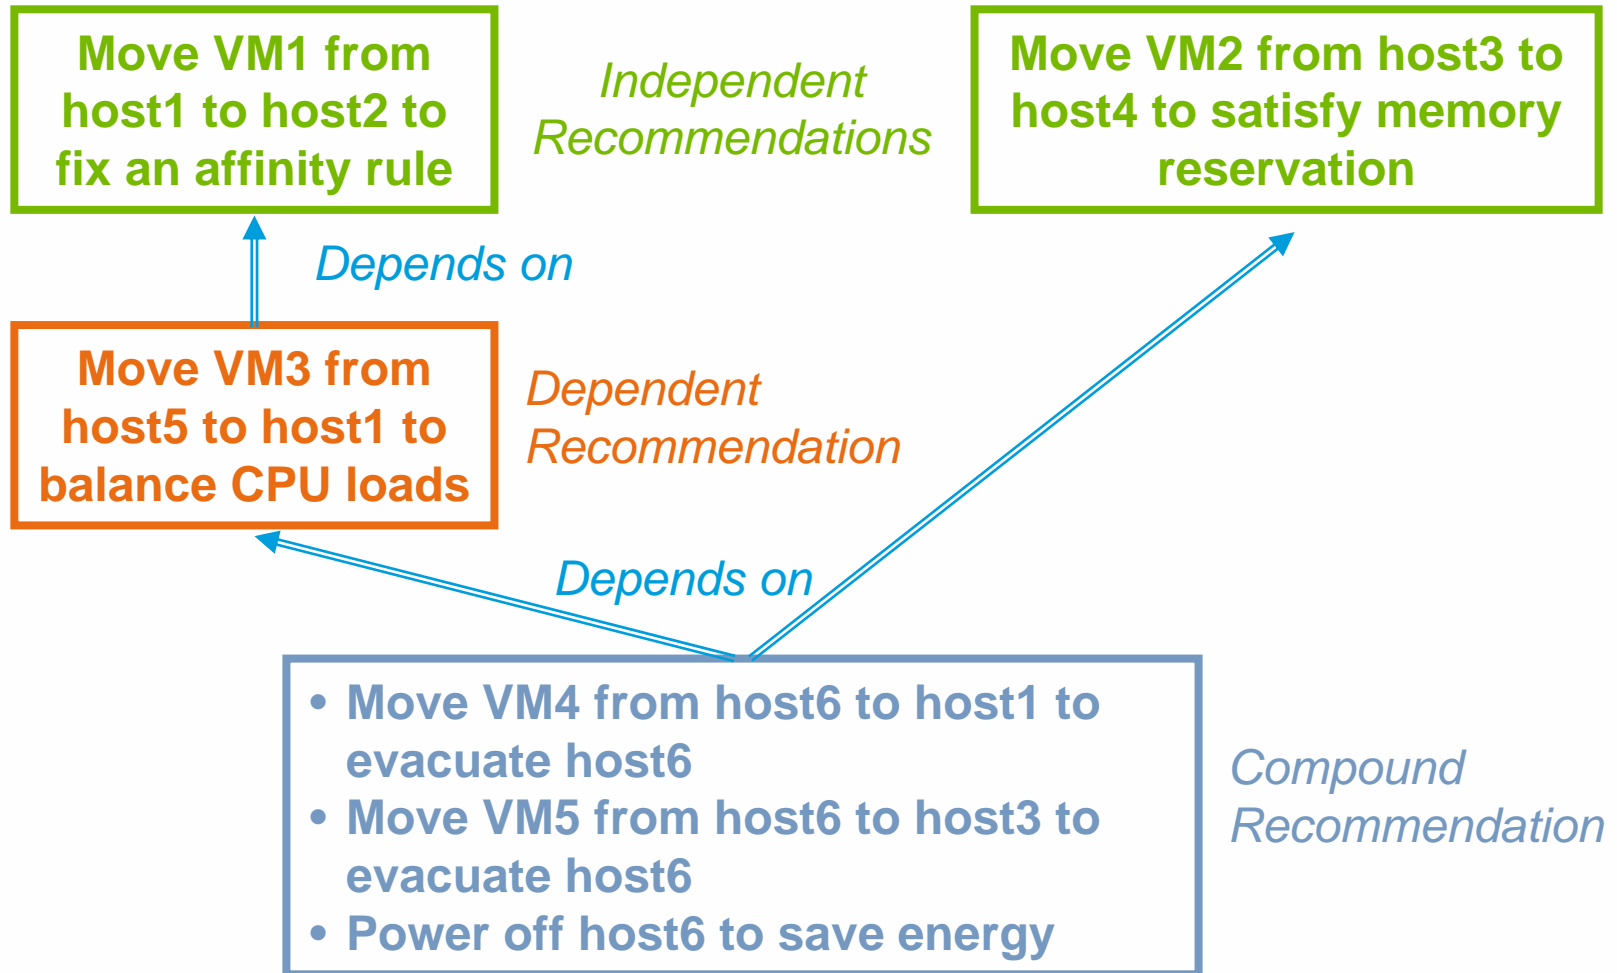 Move VM1 from
host1 to host2 to
fix an affinity rule
Independent
Recommendations
Move VM2 from host3 to
host4 to satisfy memory
reservation
Depends on
Move VM3 from
host5 to host1 to
balance CPU loads
Dependent
Recommendation
Depends on
• Move VM4 from host6 to host1 to
evacuate host6
• Move VM5 from host6 to host3 to
evacuate host6
• Power off host6 to save energy
Compound
Recommendation